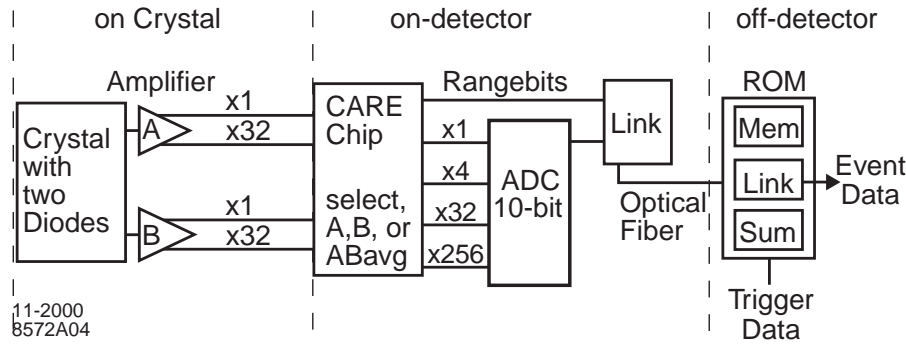 on Crystal
on-detector
off-detector
Amplifier
Rangebits
ROM
Crystal
with
two
Diodes
A
x1
x32
B
x1
x32
CARE
Chip
select,
A,B, or
ABavg
x1
x4
x32
x256
ADC
10-bit
Link
Optical
Fiber
Mem
Link
Sum
Event
Data
Trigger
Data
11-2000
8572A04